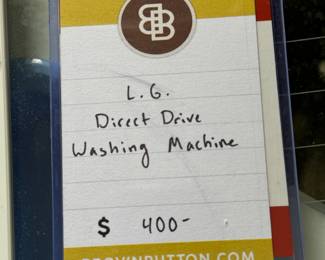 L.G.
Direct Drive
Washing Machine
$ 400-